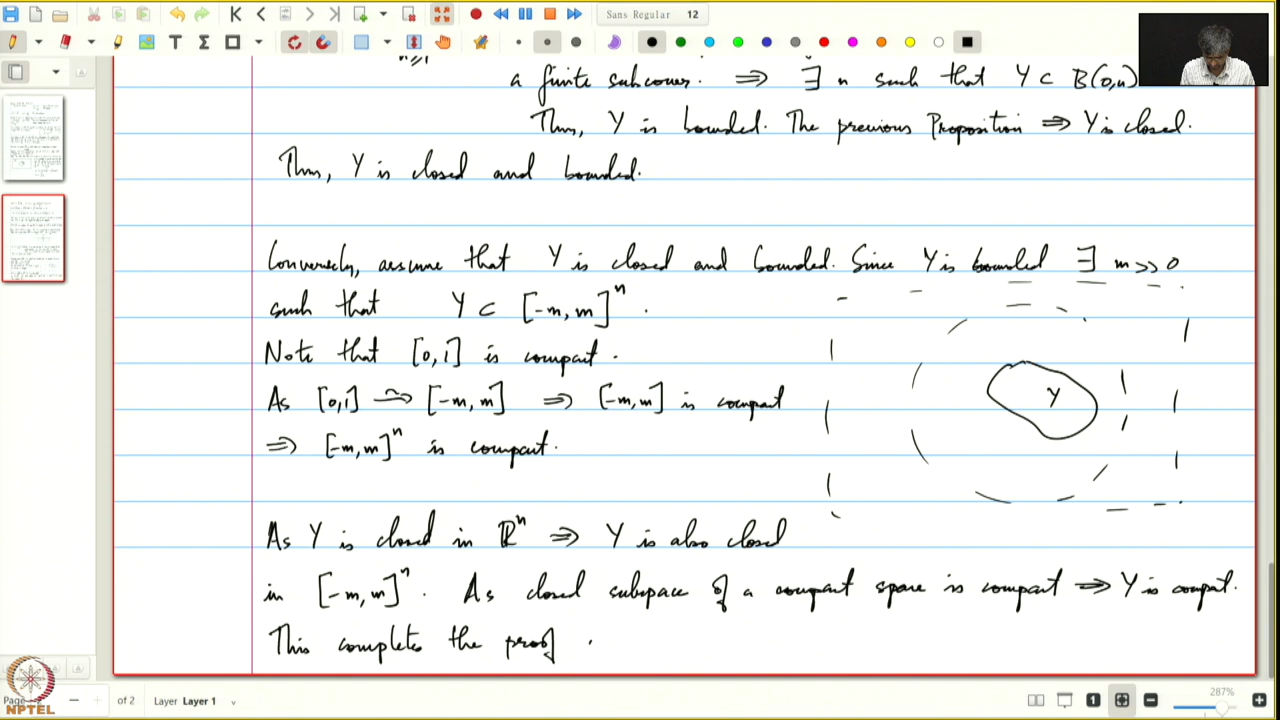 Sans Regular 12
a finite subcover. ⇒ ∃ n such that Y ⊂ B(0,n)
Thus, Y is bounded. The previous Proposition ⇒ Y is closed.
Thus, Y is closed and bounded.
Conversely, assume that Y is closed and bounded. Since Y is bounded ∃ m >> 0
such that Y ⊂ [-m, m]^n.
Note that [0,1] is compact.
As [0,1] ⥲ [-m, m] ⇒ [-m, m] is compact
⇒ [-m, m]^n is compact.
Y
As Y is closed in ℝ^n ⇒ Y is also closed
in [-m, m]^n. As closed subspace of a compact space is compact ⇒ Y is compat.
This completes the proof.
NPTEL
Page
of 2
Layer Layer 1
1
287%